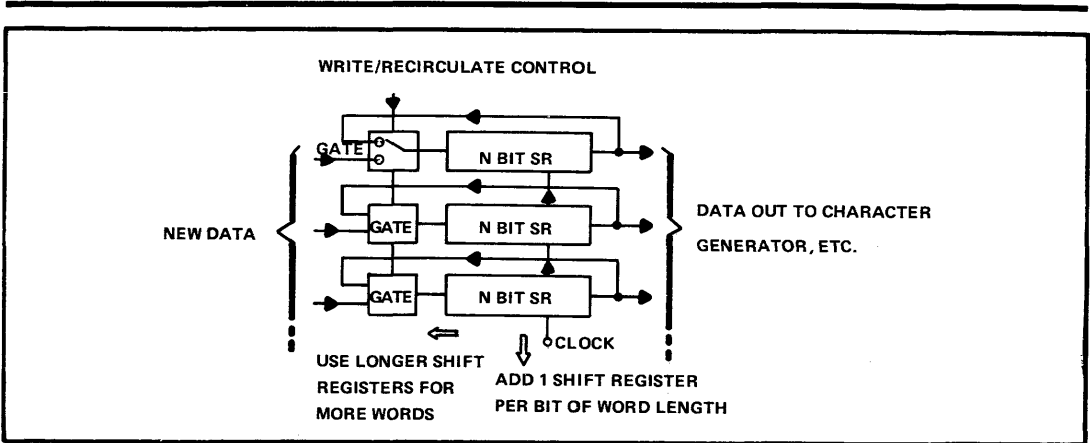 WRITE/RECIRCULATE CONTROL
GATE
N BIT SR
NEW DATA
GATE
N BIT SR
DATA OUT TO CHARACTER
GENERATOR, ETC.
GATE
N BIT SR
CLOCK
USE LONGER SHIFT
REGISTERS FOR
MORE WORDS
ADD 1 SHIFT REGISTER
PER BIT OF WORD LENGTH